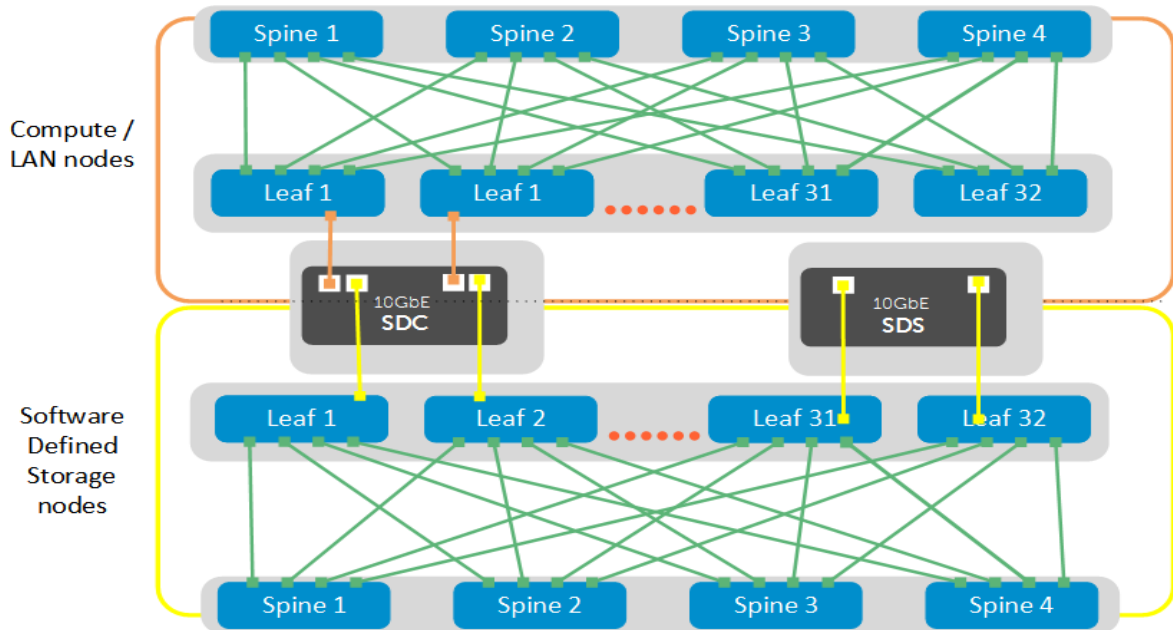 Spine 1
Spine 2
Spine 3
Spine 4
Compute /
LAN nodes
Leaf 1
Leaf 1
Leaf 31
Leaf 32
10GbE
SDC
10GbE
SDS
Software
Defined
Storage
nodes
Leaf 1
Leaf 2
Leaf 31
Leaf 32
Spine 1
Spine 2
Spine 3
Spine 4